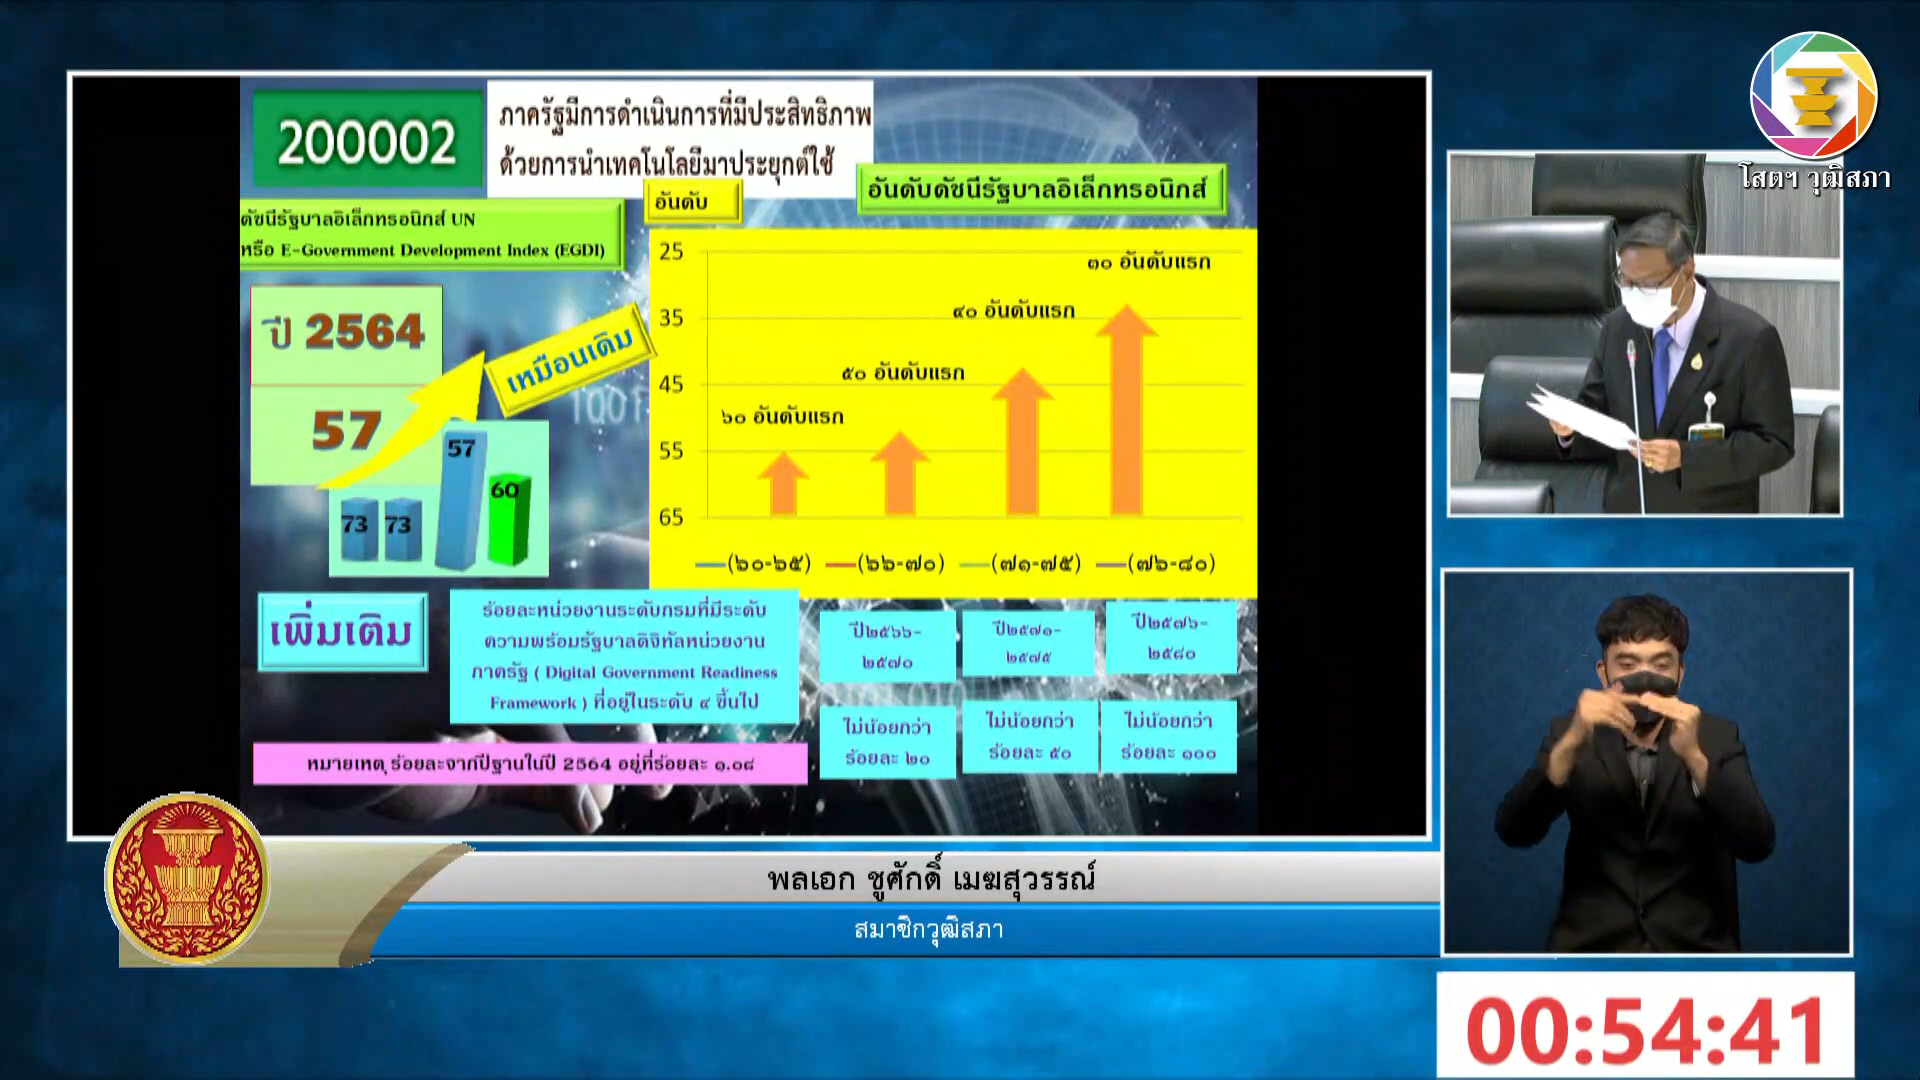 200002
ภาครัฐมีการดำเนินการที่มีประสิทธิภาพ
ด้วยการนำเทคโนโลยีมาประยุกต์ใช้
ดัชนีรัฐบาลอิเล็กทรอนิกส์ UN
หรือ E-Government Development Index (EGDI)
อันดับ
อันดับดัชนีรัฐบาลอิเล็กทรอนิกส์
ปี 2564
57
เหมือนเดิม
73
73
57
60
25
35
45
55
65
๖๐ อันดับแรก
๕๐ อันดับแรก
๔๐ อันดับแรก
๓๐ อันดับแรก
(๖๐-๖๕)
(๖๖-๗๐)
(๗๑-๗๕)
(๗๖-๘๐)
เพิ่มเติม
ร้อยละหน่วยงานระดับกรมที่มีระดับ
ความพร้อมรัฐบาลดิจิทัลหน่วยงาน
ภาครัฐ ( Digital Government Readiness
Framework ) ที่อยู่ในระดับ ๔ ขึ้นไป
ปี๒๕๖๖-
๒๕๗๐
ปี๒๕๗๑-
๒๕๗๕
ปี๒๕๗๖-
๒๕๘๐
ไม่น้อยกว่า
ร้อยละ ๒๐
ไม่น้อยกว่า
ร้อยละ ๕๐
ไม่น้อยกว่า
ร้อยละ ๑๐๐
หมายเหตุ ร้อยละจากปีฐานในปี 2564 อยู่ที่ร้อยละ ๑.๐๘
โสตฯ วุฒิสภา
พลเอก ชูศักดิ์ เมฆสุวรรณ์
สมาชิกวุฒิสภา
00:54:41